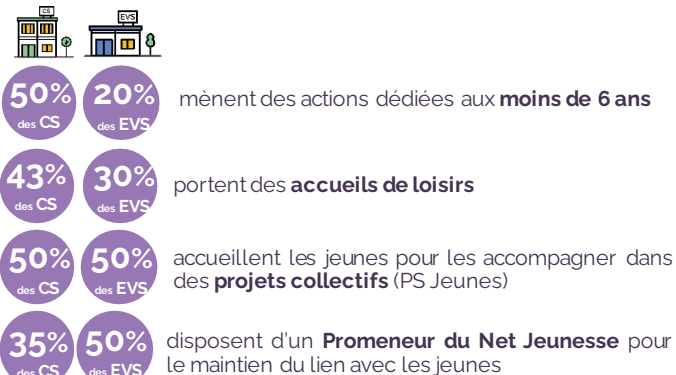 CS EVS
50% des CS 20% des EVS mènent des actions dédiées aux moins de 6 ans
43% des CS 30% des EVS portent des accueils de loisirs
50% des CS 50% des EVS accueillent les jeunes pour les accompagner dans
des projets collectifs (PS Jeunes)
35% des CS 50% des EVS disposent d'un Promeneur du Net Jeunesse pour
le maintien du lien avec les jeunes